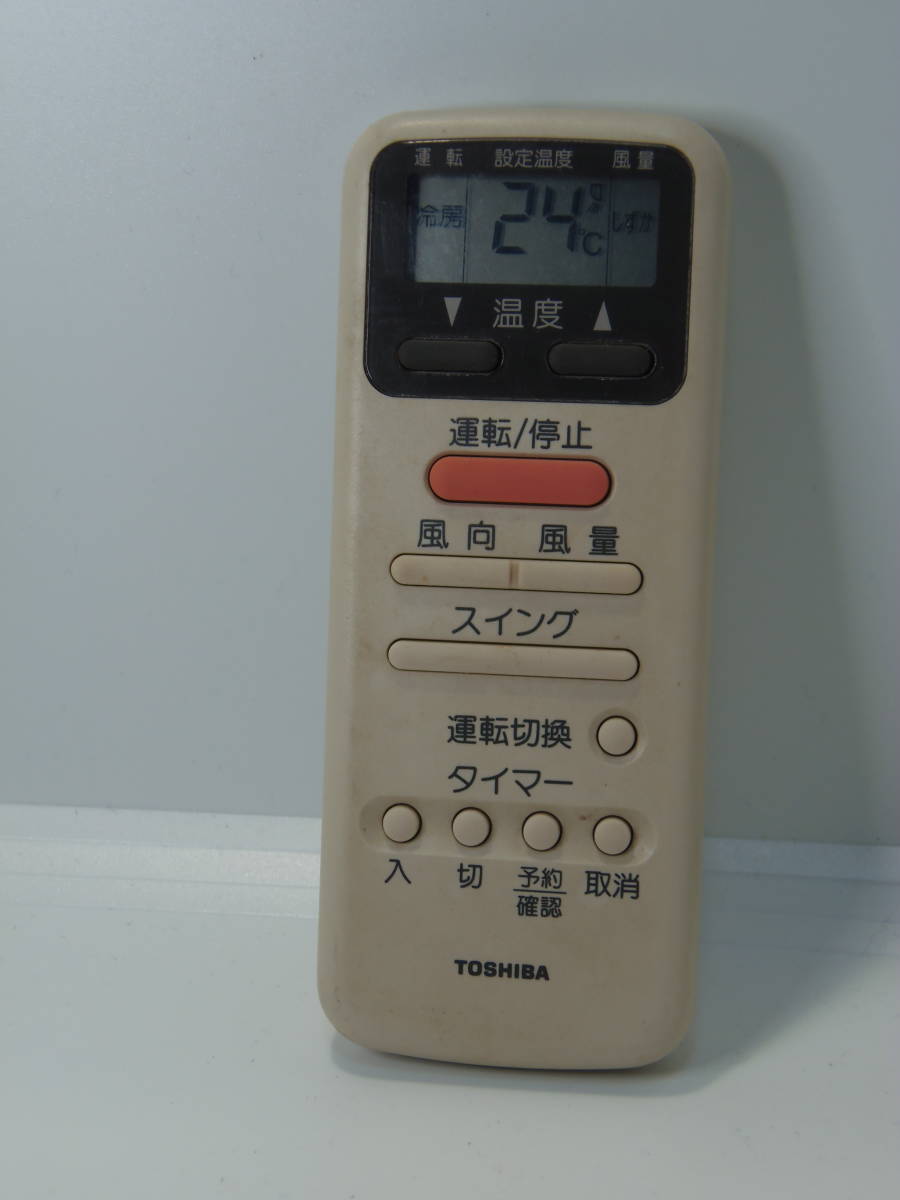 運転 設定温度 風量
冷房 24℃ しずか
▼ 温度 ▲
運転/停止
風向 風量
スイング
運転切換
タイマー
入 切 予約 取消
確認
TOSHIBA